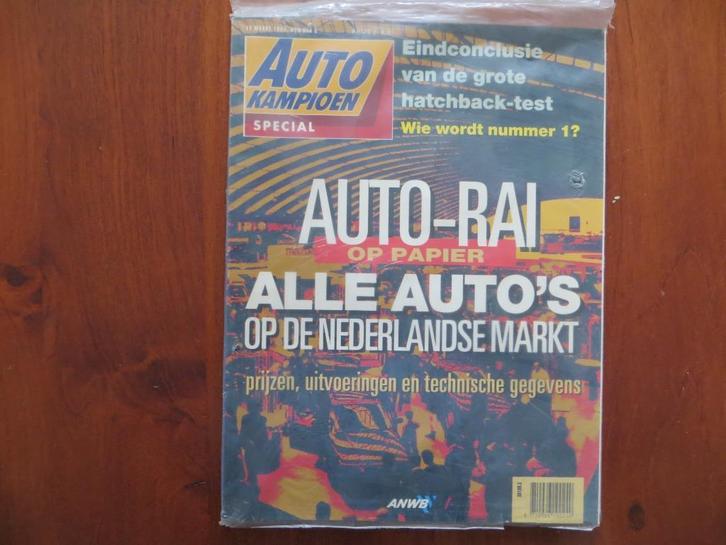 AUTO
KAMPIOEN
SPECIAL
Eindconclusie
van de grote
hatchback-test
Wie wordt nummer 1?
AUTO-RAI
OP PAPIER
ALLE AUTO'S
OP DE NEDERLANDSE MARKT
prijzen, uitvoeringen en technische gegevens
ANWB